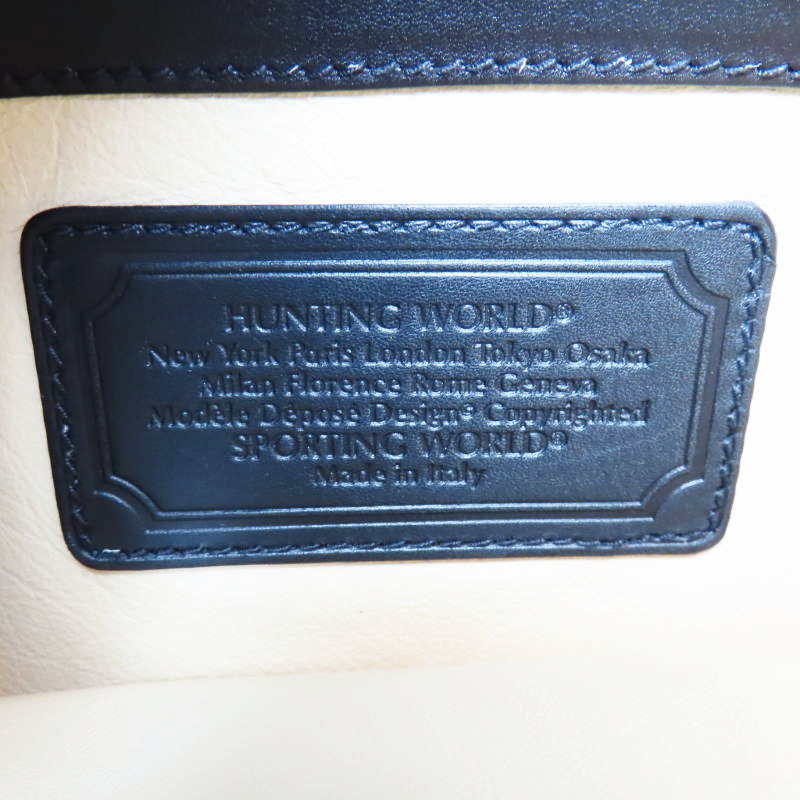 HUNTING WORLD®
New York Paris London Tokyo Osaka
Milan Florence Rome Geneva
Modèle Déposé Design® Copyrighted
SPORTING WORLD®
Made in Italy